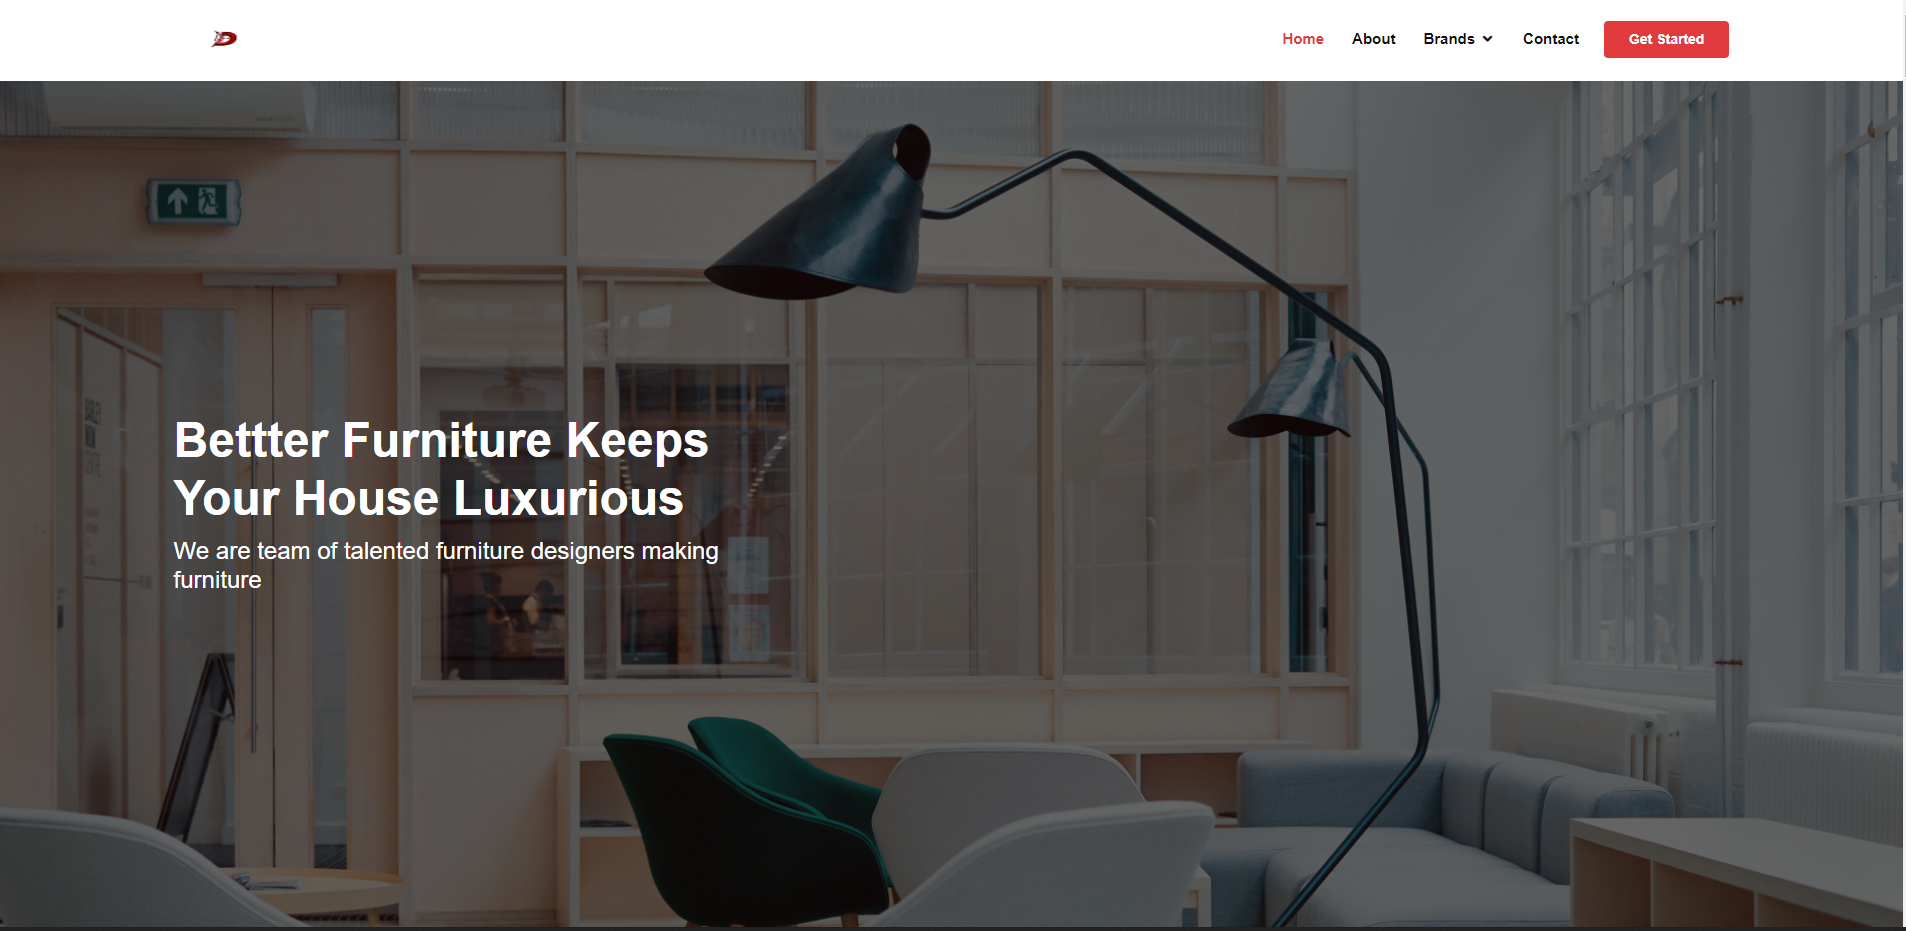 Home About Brands Contact Get Started
Bettter Furniture Keeps
Your House Luxurious
We are team of talented furniture designers making
furniture